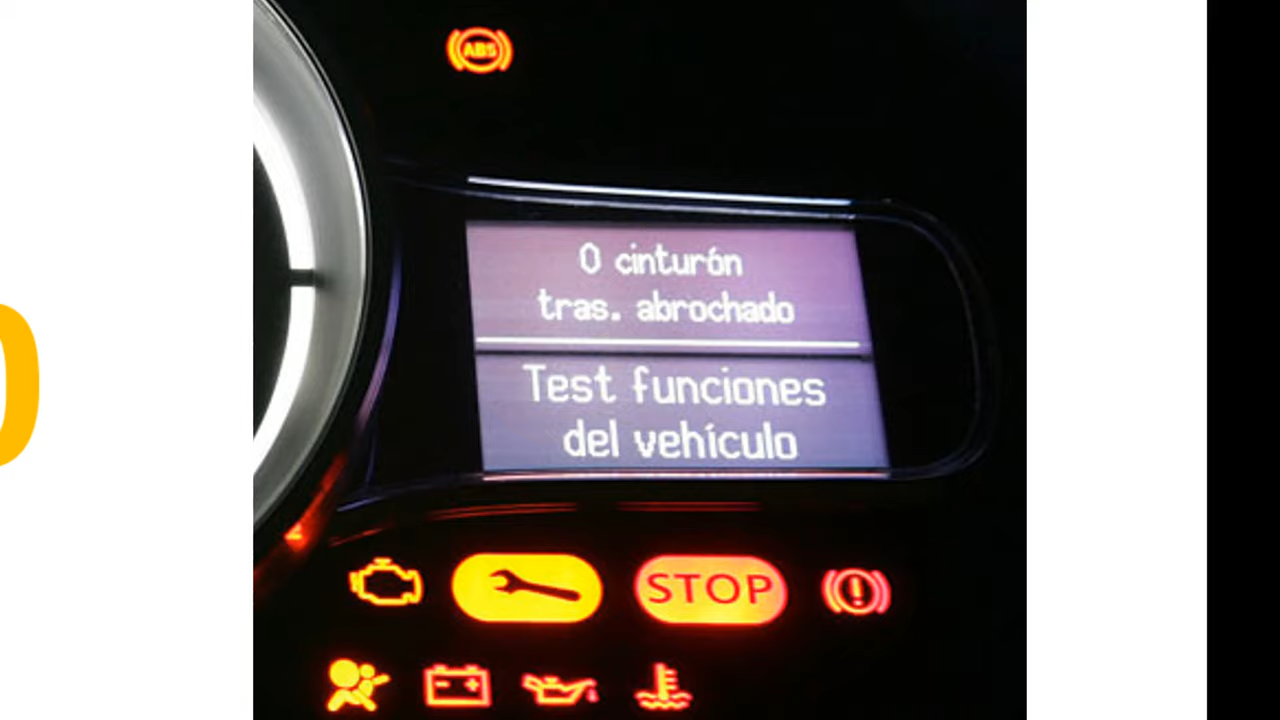 ABS
0 cinturón
tras. abrochado
Test funciones
del vehículo
STOP